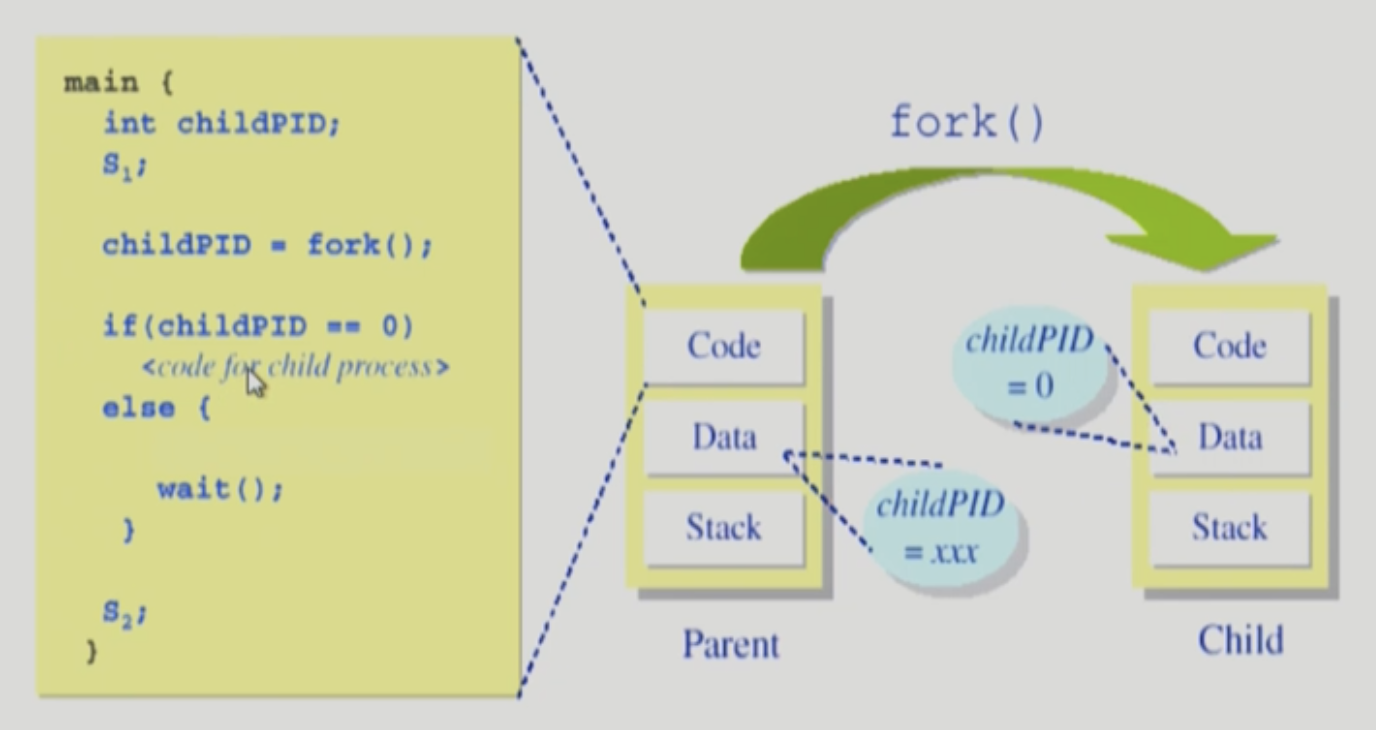 main {
int childPID;
S₁;
childPID = fork();
if(childPID == 0)
<code for child process>
else {
wait();
}
S₂;
}
fork()
Code
Data
Stack
Parent
childPID
= xxx
childPID
= 0
Code
Data
Stack
Child